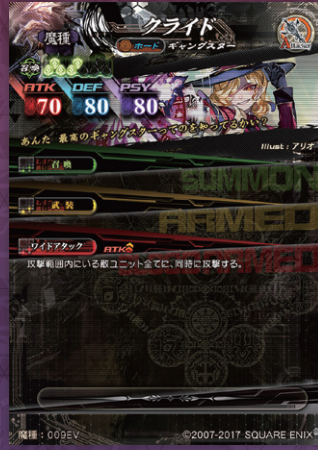 クライド
魔種
ホード ギャングスター
召喚
ATK 70 DEF 80 PSY 80
あんた 最高のギャングスターってのを知ってるかい?
Illust:アリオ
召喚
SUMMON
武装
ARMED
ワイドアタック ATK
攻撃範囲内にいる敵ユニット全てに、同時に攻撃する。
魔種:009EV
©2007-2017 SQUARE ENIX